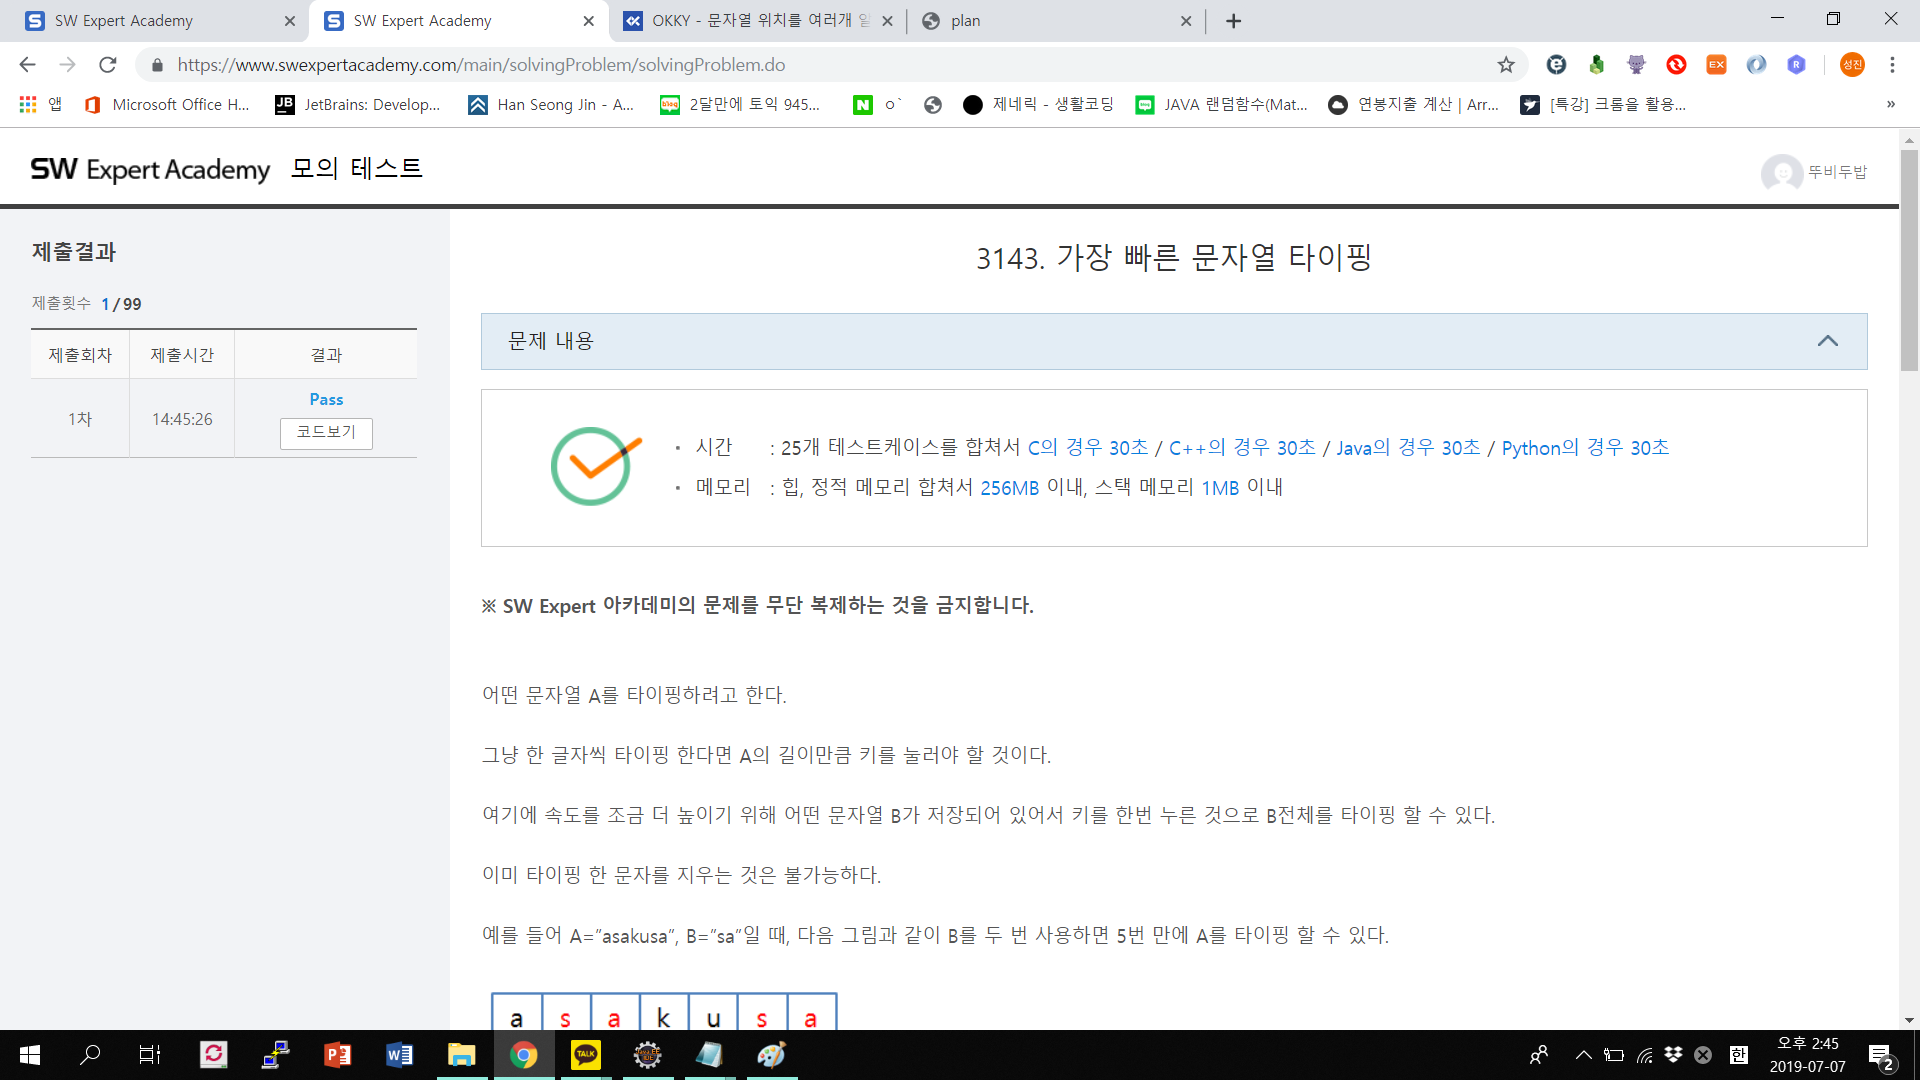 SW Expert Academy
SW Expert Academy
OKKY - 문자열 위치를 여러개
plan
https://www.swexpertacademy.com/main/solvingProblem/solvingProblem.do
성진
앱
Microsoft Office H...
JetBrains: Develop...
Han Seong Jin - A...
2달만에 토익 945...
ㅇ`
제네릭 - 생활코딩
JAVA 랜덤함수(Mat...
연봉지출 계산 | Arr...
[특강] 크롬을 활용...
»
SW Expert Academy 모의 테스트
뚜비두밥
제출결과
제출횟수 1 / 99
제출회차 제출시간 결과
1차 14:45:26 Pass
코드보기
3143. 가장 빠른 문자열 타이핑
문제 내용
시간 : 25개 테스트케이스를 합쳐서 C의 경우 30초 / C++의 경우 30초 / Java의 경우 30초 / Python의 경우 30초
메모리 : 힙, 정적 메모리 합쳐서 256MB 이내, 스택 메모리 1MB 이내
※ SW Expert 아카데미의 문제를 무단 복제하는 것을 금지합니다.
어떤 문자열 A를 타이핑하려고 한다.
그냥 한 글자씩 타이핑 한다면 A의 길이만큼 키를 눌러야 할 것이다.
여기에 속도를 조금 더 높이기 위해 어떤 문자열 B가 저장되어 있어서 키를 한번 누른 것으로 B전체를 타이핑 할 수 있다.
이미 타이핑 한 문자를 지우는 것은 불가능하다.
예를 들어 A=”asakusa”, B=”sa”일 때, 다음 그림과 같이 B를 두 번 사용하면 5번 만에 A를 타이핑 할 수 있다.
a s a k u s a
한
오후 2:45
2019-07-07
2